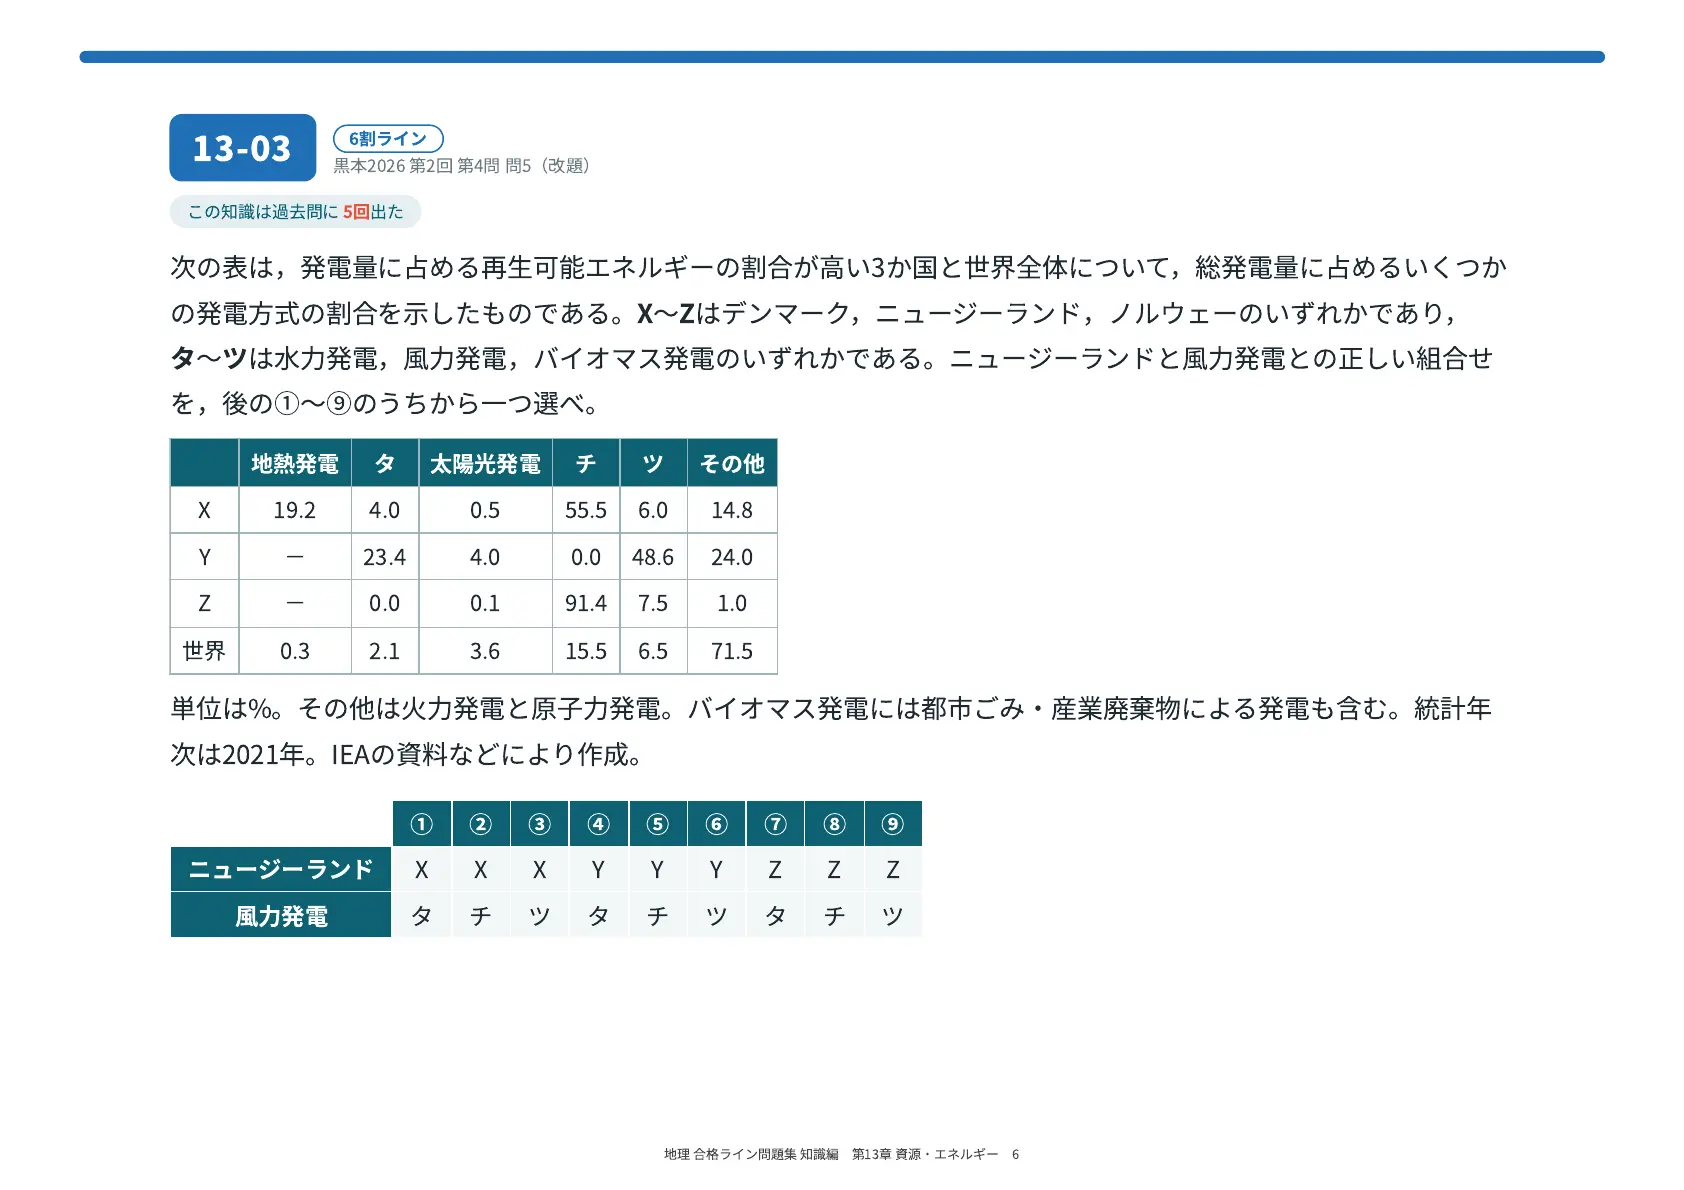 13-03
6割ライン
黒本2026 第2回 第4問 問5（改題）
この知識は過去問に 5回出た
次の表は，発電量に占める再生可能エネルギーの割合が高い3か国と世界全体について，総発電量に占めるいくつか
の発電方式の割合を示したものである。X～Zはデンマーク，ニュージーランド，ノルウェーのいずれかであり，
タ～ツは水力発電，風力発電，バイオマス発電のいずれかである。ニュージーランドと風力発電との正しい組合せ
を，後の①～⑨のうちから一つ選べ。
地熱発電 タ 太陽光発電 チ ツ その他
X 19.2 4.0 0.5 55.5 6.0 14.8
Y － 23.4 4.0 0.0 48.6 24.0
Z － 0.0 0.1 91.4 7.5 1.0
世界 0.3 2.1 3.6 15.5 6.5 71.5
単位は%。その他は火力発電と原子力発電。バイオマス発電には都市ごみ・産業廃棄物による発電も含む。統計年
次は2021年。IEAの資料などにより作成。
① ② ③ ④ ⑤ ⑥ ⑦ ⑧ ⑨
ニュージーランド X X X Y Y Y Z Z Z
風力発電 タ チ ツ タ チ ツ タ チ ツ
地理 合格ライン問題集 知識編　第13章 資源・エネルギー　6